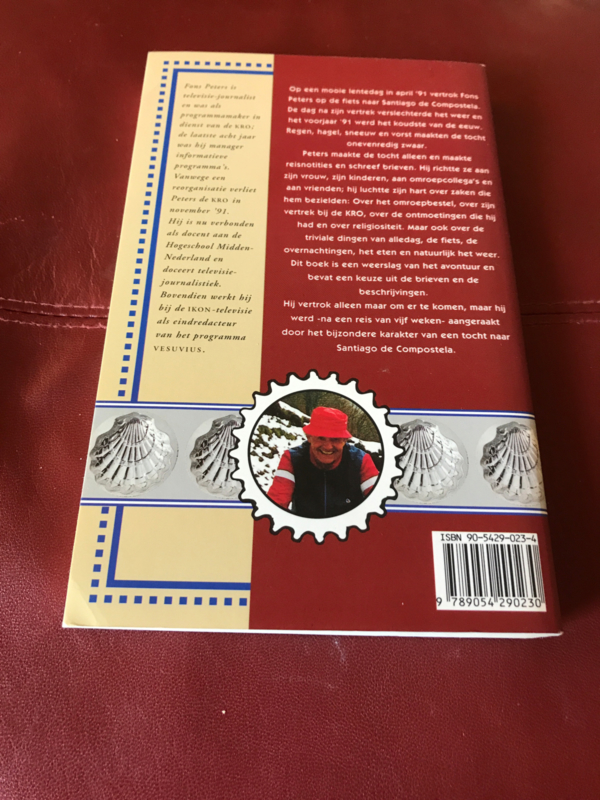 Fons Peters is
televisie-journalist
en was als
programmamaker in
dienst van de KRO;
de laatste acht jaar
was hij manager
informatieve
programma's.
Vanwege een
reorganisatie verliet
Peters de KRO in
november '91.
Hij is nu verbonden
als docent aan de
Hogeschool Midden-
Nederland en
doceert televisie-
journalistiek.
Bovendien werkt hij
bij de IKON-televisie
als eindredacteur
van het programma
VESUVIUS.
Op een mooie lentedag in april '91 vertrok Fons
Peters op de fiets naar Santiago de Compostela.
De dag na zijn vertrek verslechterde het weer en
het voorjaar '91 werd het koudste van de eeuw.
Regen, hagel, sneeuw en vorst maakten de tocht
onevenredig zwaar.
Peters maakte de tocht alleen en maakte
reisnotities en schreef brieven. Hij richtte ze aan
zijn vrouw, zijn kinderen, aan omroepcollega's en
aan vrienden; hij luchtte zijn hart over zaken die
hem bezielden: Over het omroepbestel, over zijn
vertrek bij de KRO, over de ontmoetingen die hij
had en over religiositeit. Maar ook over de
triviale dingen van alledag, de fiets, de
overnachtingen, het eten en natuurlijk het weer.
Dit boek is een weerslag van het avontuur en
bevat een keuze uit de brieven en de
beschrijvingen.
Hij vertrok alleen maar om er te komen, maar hij
werd -na een reis van vijf weken- aangeraakt
door het bijzondere karakter van een tocht naar
Santiago de Compostela.
ISBN 90-5429-023-4
9 789054 290230